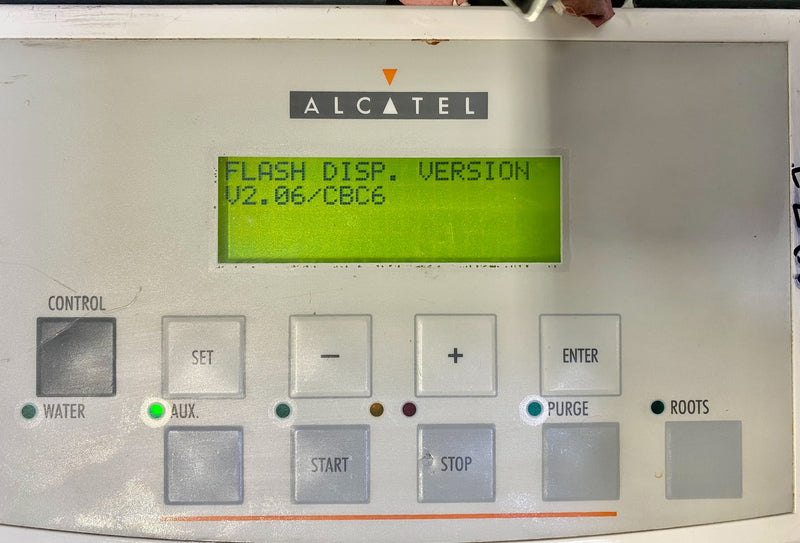 ALCATEL
FLASH DISP. VERSION
V2.06/CBC6
CONTROL
SET
−
+
ENTER
WATER
AUX.
PURGE
ROOTS
START
STOP